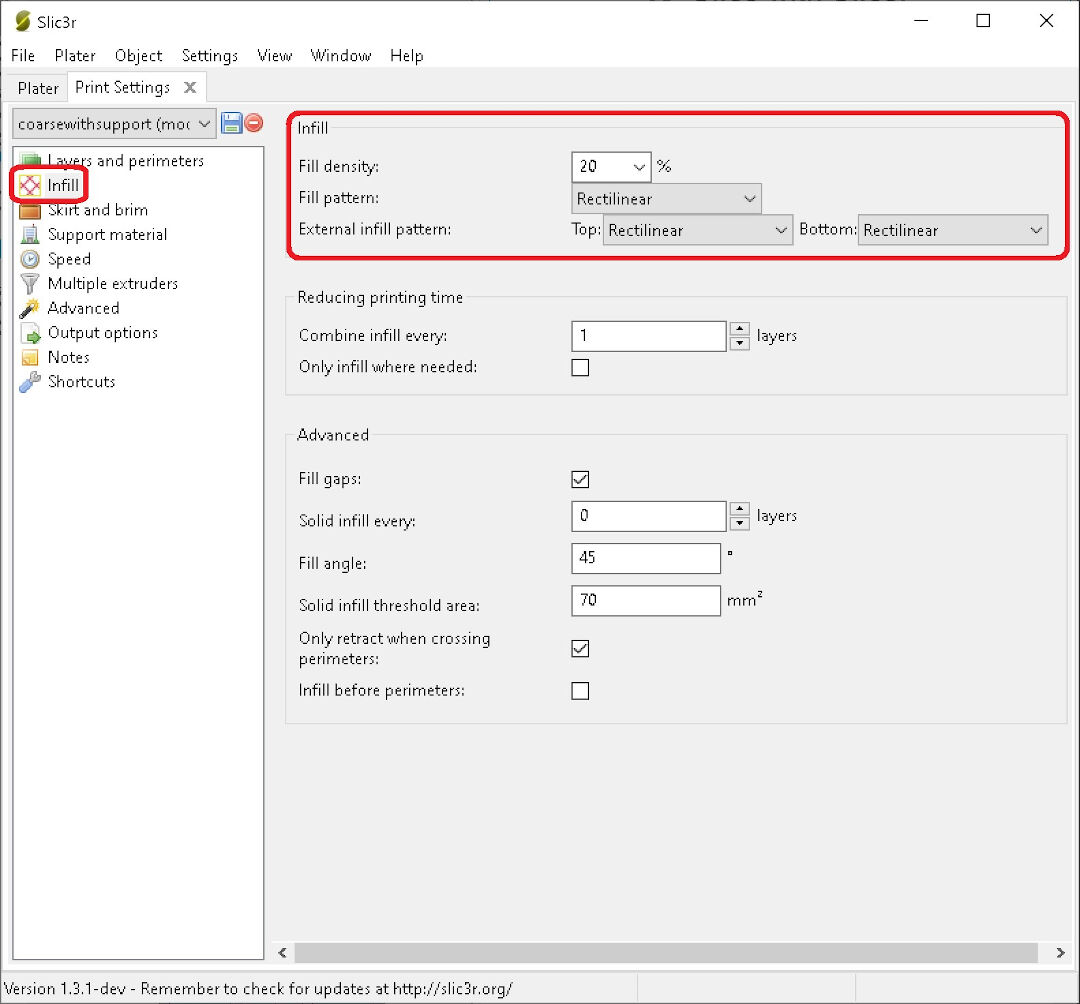 Slic3r
File Plater Object Settings View Window Help
Plater Print Settings
coarsewithsupport (moc
Layers and perimeters
Infill
Skirt and brim
Support material
Speed
Multiple extruders
Advanced
Output options
Notes
Shortcuts
Infill
Fill density: 20 %
Fill pattern: Rectilinear
External infill pattern: Top: Rectilinear Bottom: Rectilinear
Reducing printing time
Combine infill every: 1 layers
Only infill where needed:
Advanced
Fill gaps:
Solid infill every: 0 layers
Fill angle: 45 °
Solid infill threshold area: 70 mm²
Only retract when crossing
perimeters:
Infill before perimeters:
Version 1.3.1-dev - Remember to check for updates at http://slic3r.org/